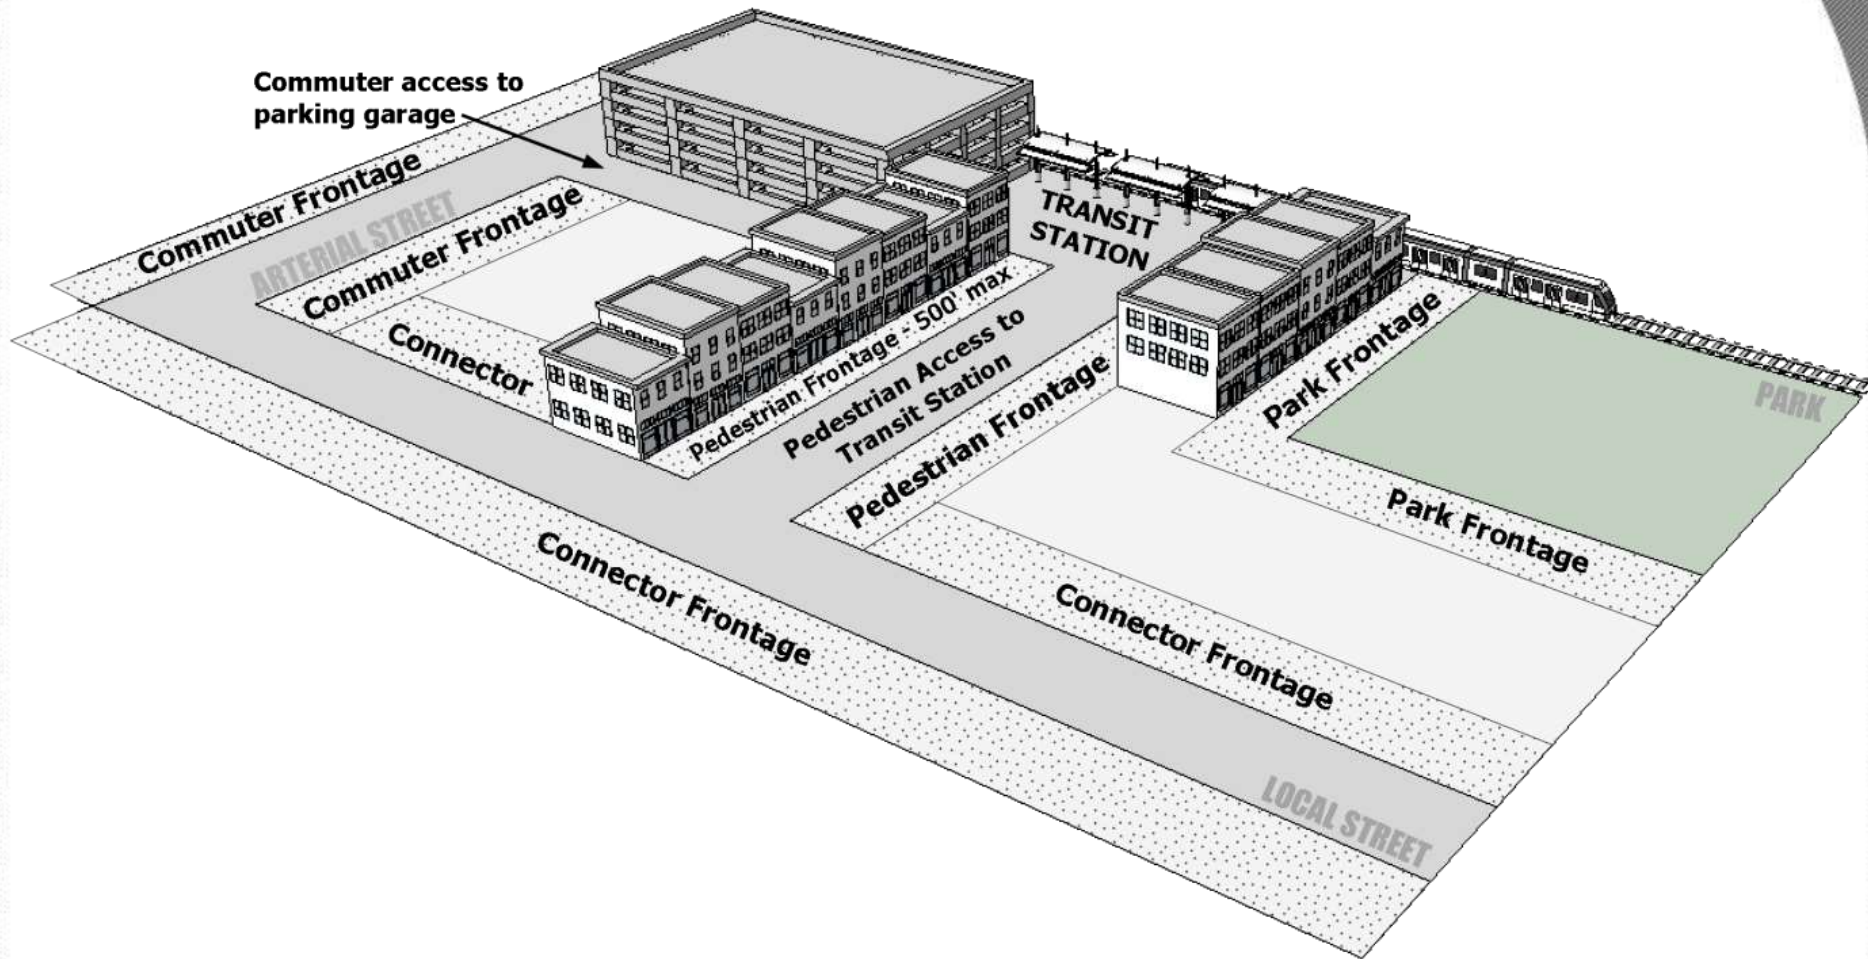 Commuter access to
parking garage
Commuter Frontage
ARTERIAL STREET
Commuter Frontage
Connector
TRANSIT
STATION
Pedestrian Frontage - 500' max
Pedestrian Access to
Transit Station
Pedestrian Frontage
Park Frontage
PARK
Park Frontage
Connector Frontage
Connector Frontage
LOCAL STREET